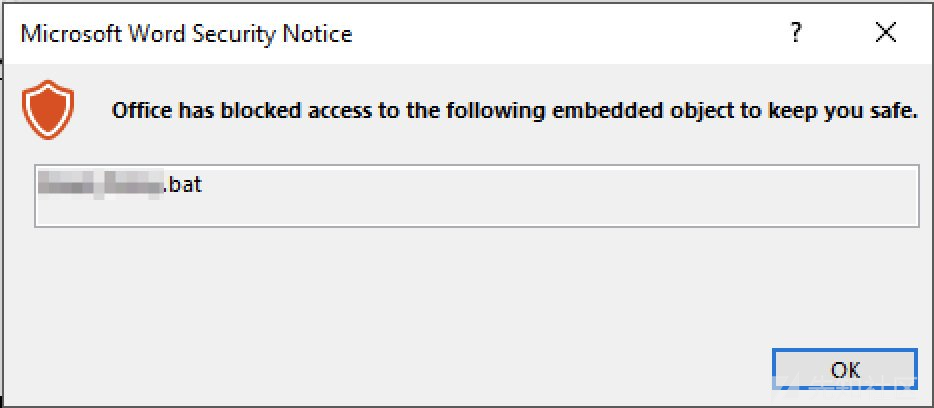 Microsoft Word Security Notice
?
Office has blocked access to the following embedded object to keep you safe.
.bat
OK